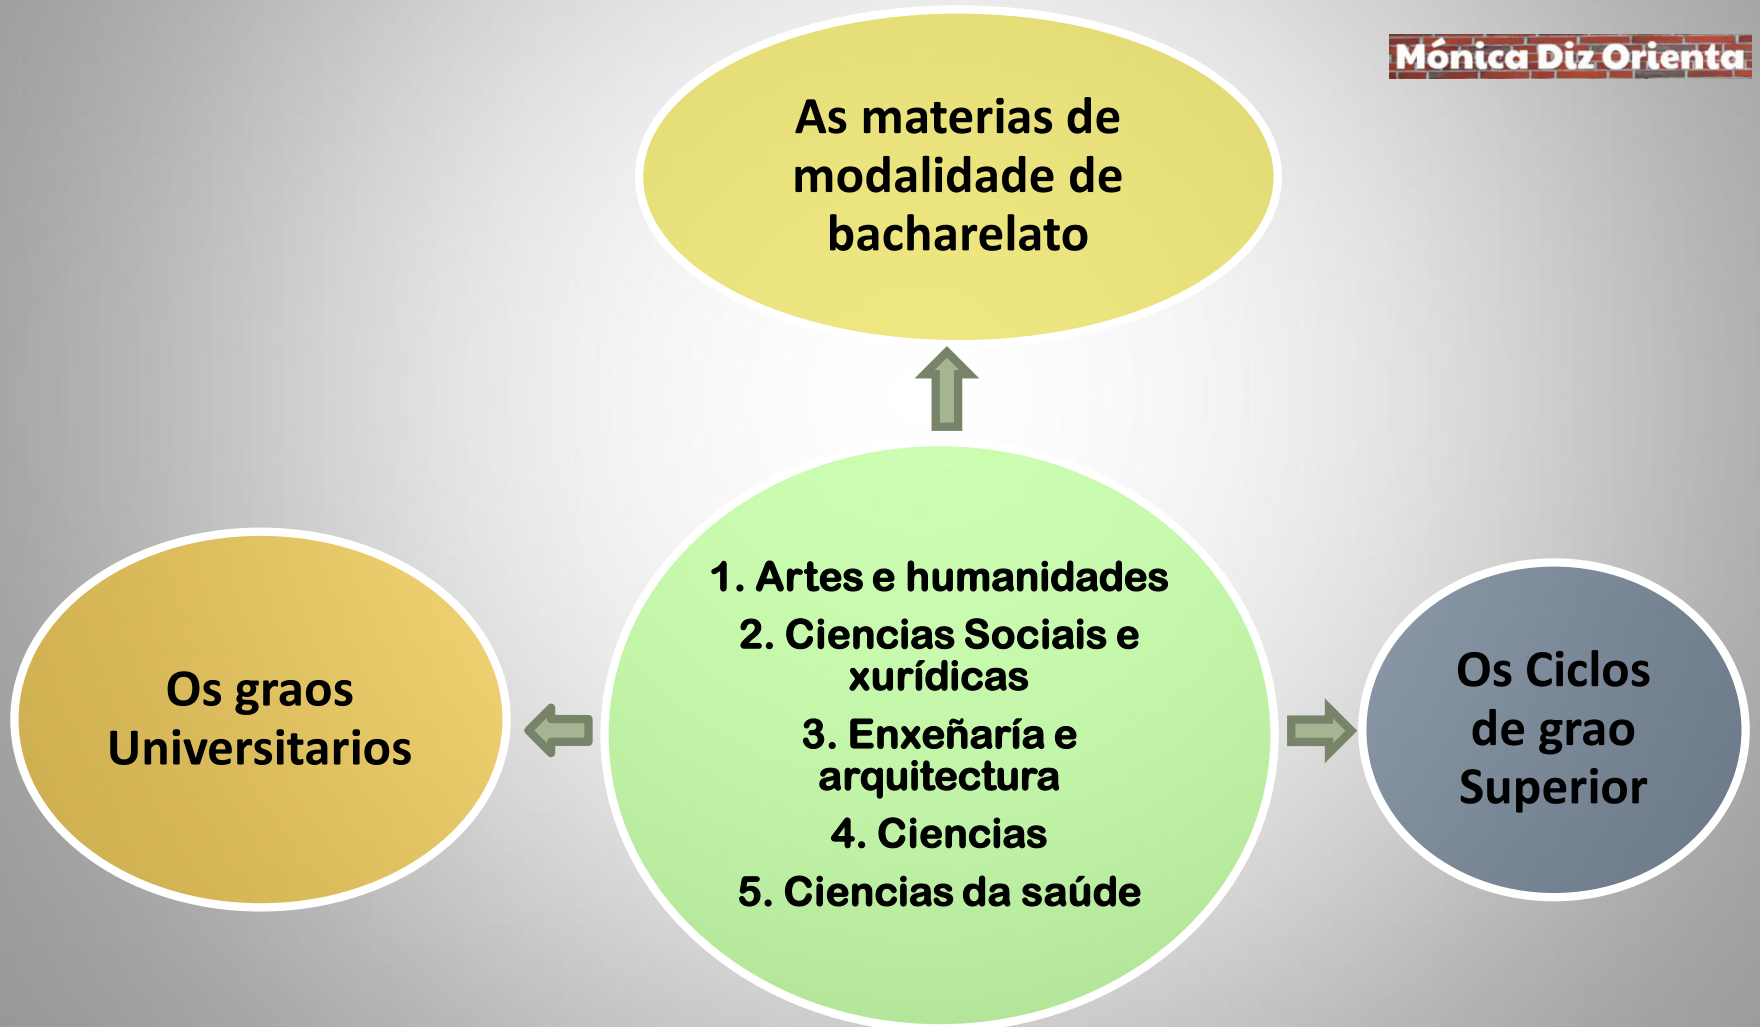 Mónica Diz Orienta
As materias de
modalidade de
bacharelato
1. Artes e humanidades
2. Ciencias Sociais e
xurídicas
3. Enxeñaría e
arquitectura
4. Ciencias
5. Ciencias da saúde
Os graos
Universitarios
Os Ciclos
de grao
Superior